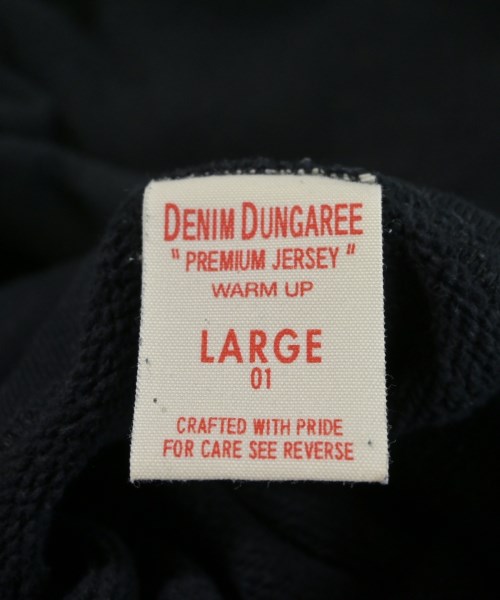 DENIM DUNGAREE
"PREMIUM JERSEY"
WARM UP
LARGE
01
CRAFTED WITH PRIDE
FOR CARE SEE REVERSE